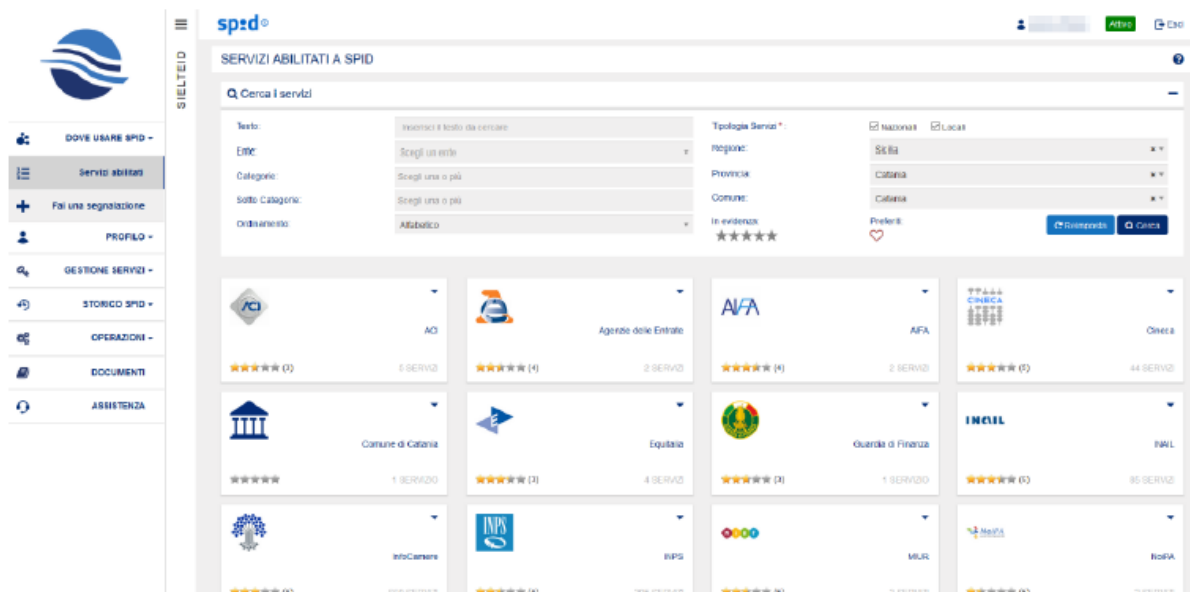 spid
Attivo
Esci
SIELTEID
SERVIZI ABILITATI A SPID
Cerca i servizi
DOVE USARE SPID
Servizi abilitati
Fai una segnalazione
PROFILO
GESTIONE SERVIZI
STORICO SPID
OPERAZIONI
DOCUMENTI
ASSISTENZA
Testo: Inserisci il testo da cercare
Ente: Scegli un ente
Categorie: Scegli una o più
Sotto Categorie: Scegli una o più
Ordinamento: Alfabetico
Tipologia Servizi *: Nazionali Locali
Regione: Sicilia
Provincia: Catania
Comune: Catania
In evidenza: Preferiti:
Reimposta Cerca
ACI
ACI
(3) 5 SERVIZI
Agenzie delle Entrate
(4) 2 SERVIZI
AIFA
AIFA
(4) 2 SERVIZI
CINECA
Cineca
(5) 44 SERVIZI
Comune di Catania
1 SERVIZIO
E
Equitalia
(3) 4 SERVIZI
Guardia di Finanza
(3) 1 SERVIZIO
INAIL
INAIL
(5) 85 SERVIZI
InfoCamere
INPS
INPS
MIUR
MIUR
NoiPA
NoiPA